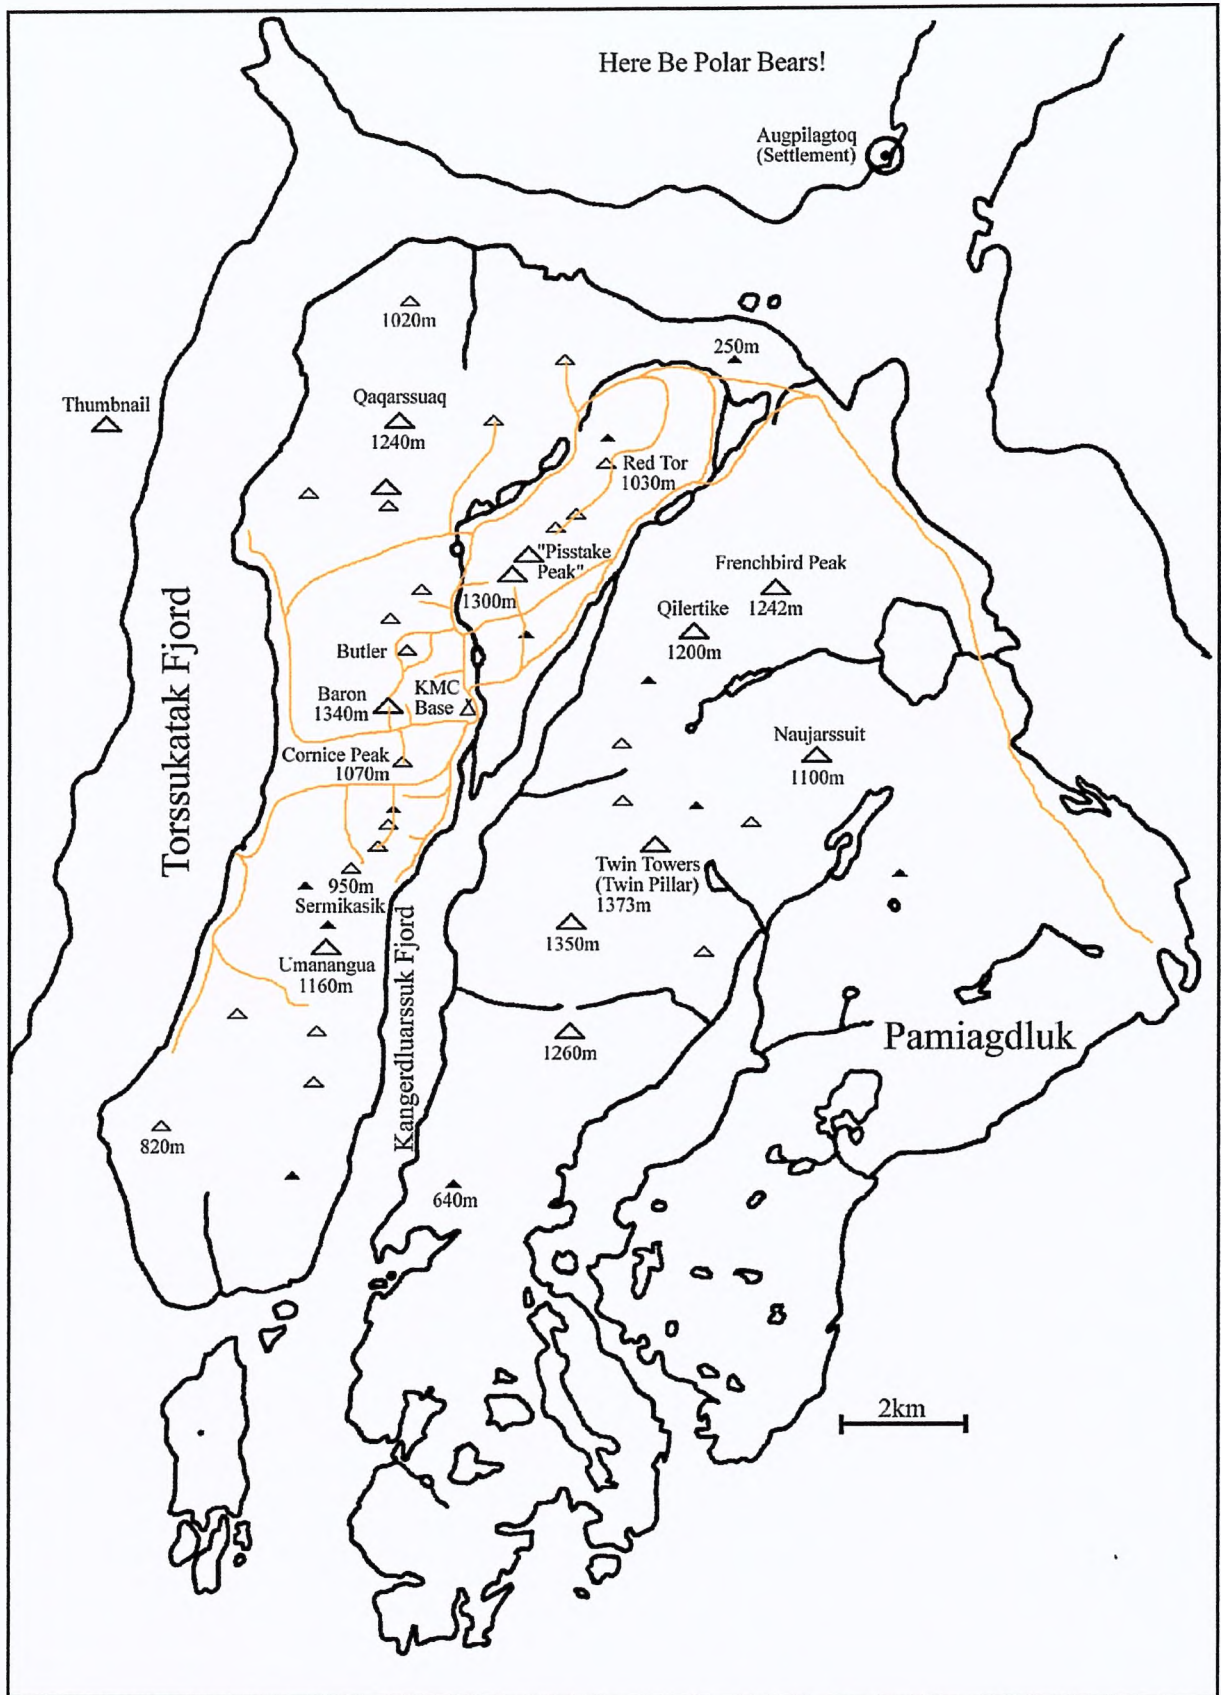 Here Be Polar Bears!
Augpilagtoq
(Settlement)
1020m
250m
Thumbnail
Qaqarssuaq
1240m
Red Tor
1030m
"Pisstake
Peak"
1300m
Frenchbird Peak
1242m
Qilertike
1200m
Butler
Baron
1340m
KMC
Base
Naujarssuit
1100m
Cornice Peak
1070m
Torssukatak Fjord
Twin Towers
(Twin Pillar)
1373m
950m
Sermikasik
1350m
Umanangua
1160m
Kangerdluarssuk Fjord
1260m
Pamiagdluk
820m
640m
2km